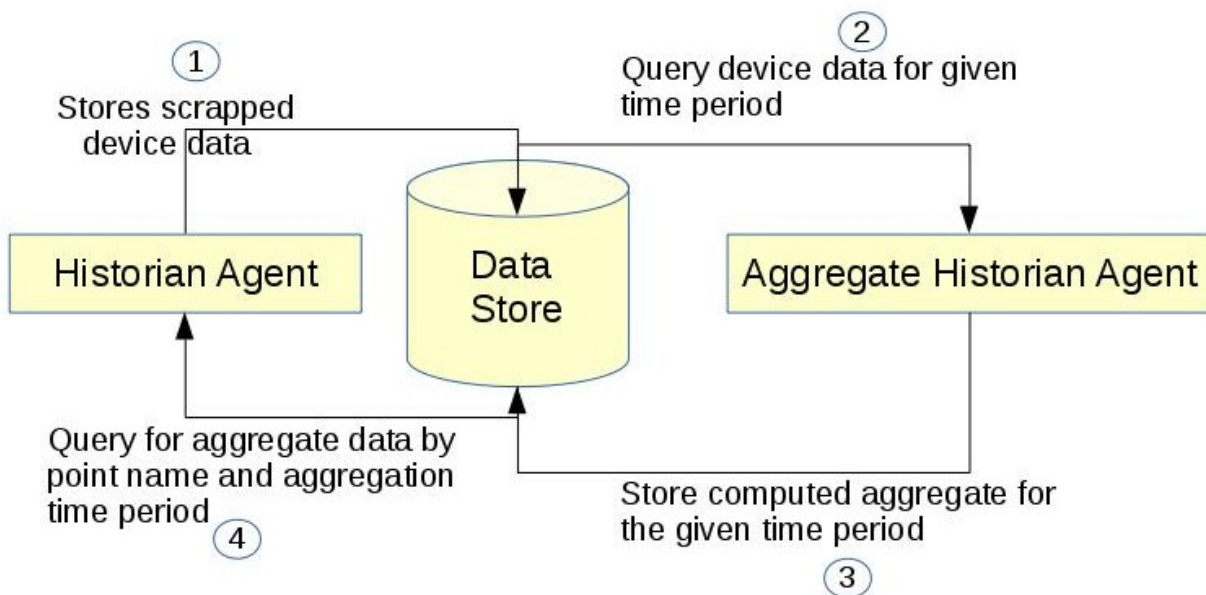 1
Stores scrapped
device data
2
Query device data for given
time period
Historian Agent
Data
Store
Aggregate Historian Agent
Query for aggregate data by
point name and aggregation
time period
4
Store computed aggregate for
the given time period
3